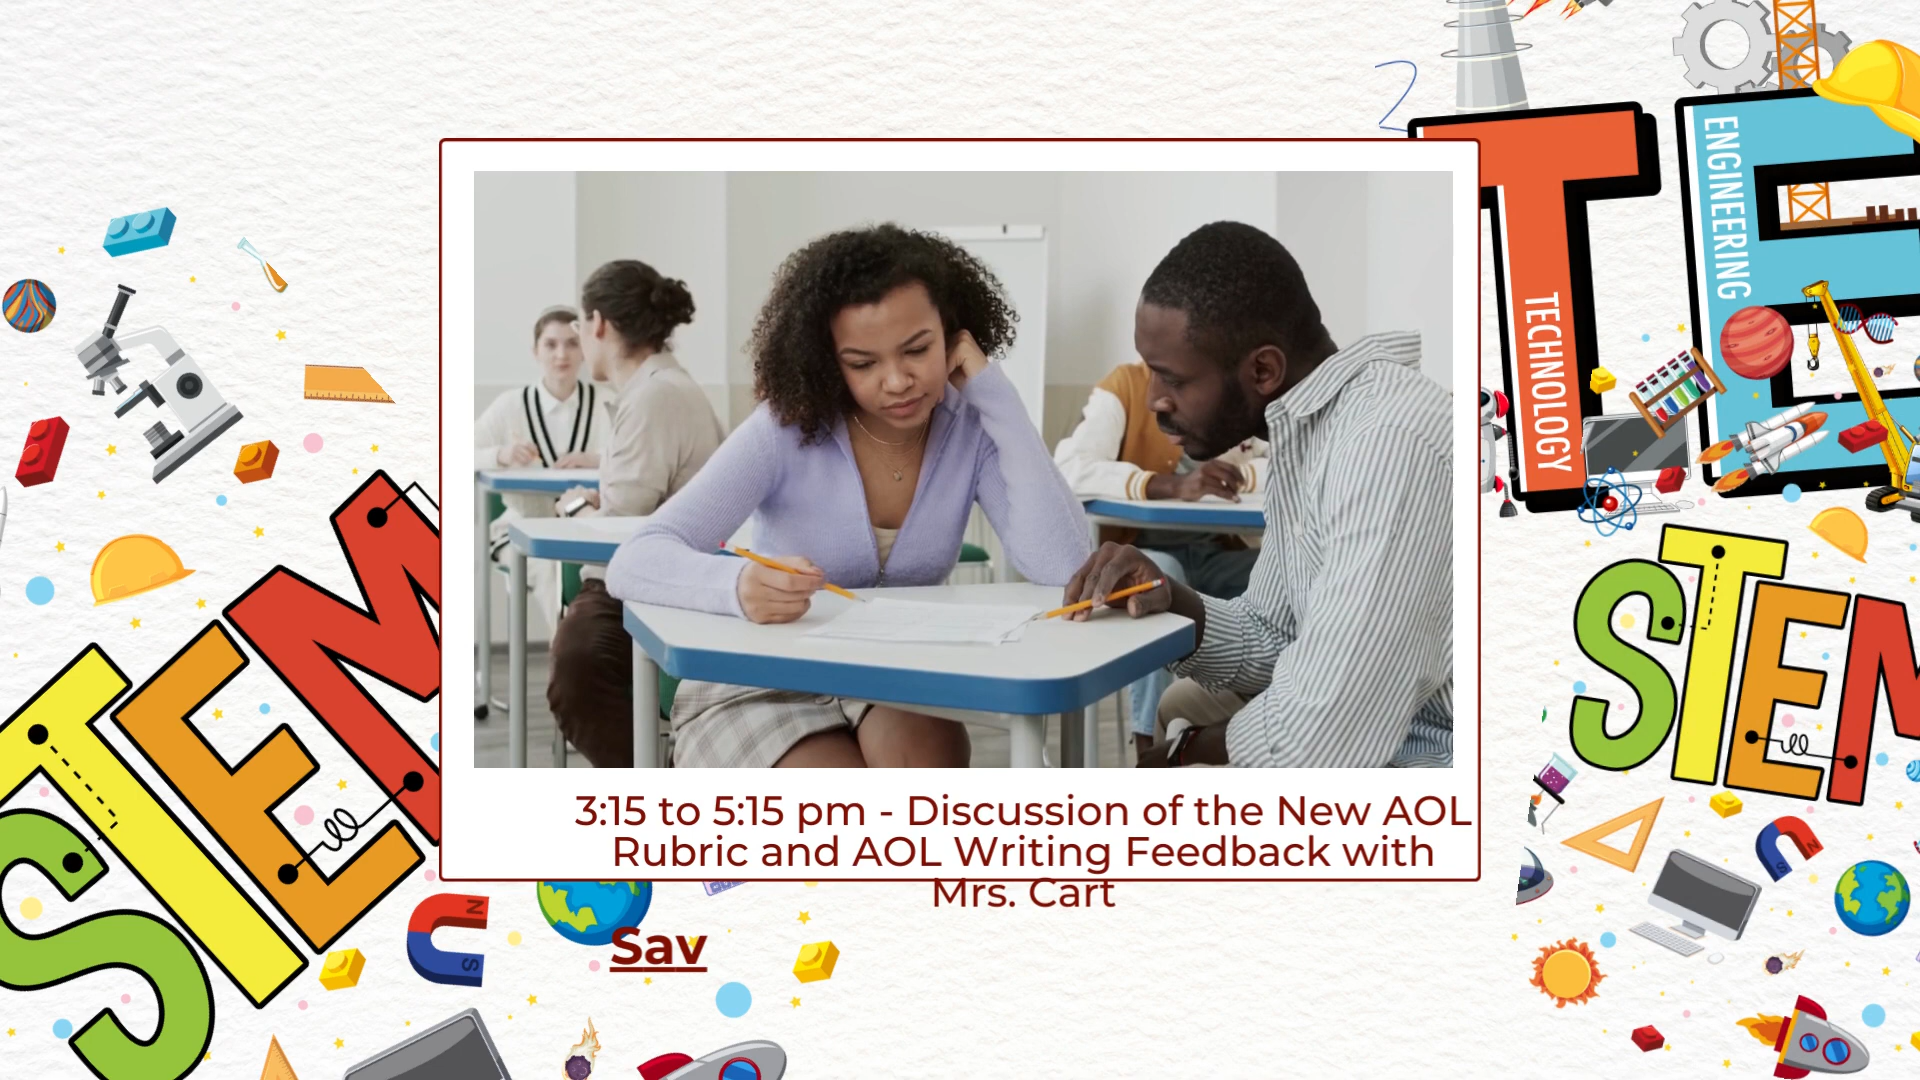 TECHNOLOGY
ENGINEERING
STEM
STEM
3:15 to 5:15 pm - Discussion of the New AOL
Rubric and AOL Writing Feedback with
Mrs. Cart
Sav
N
S